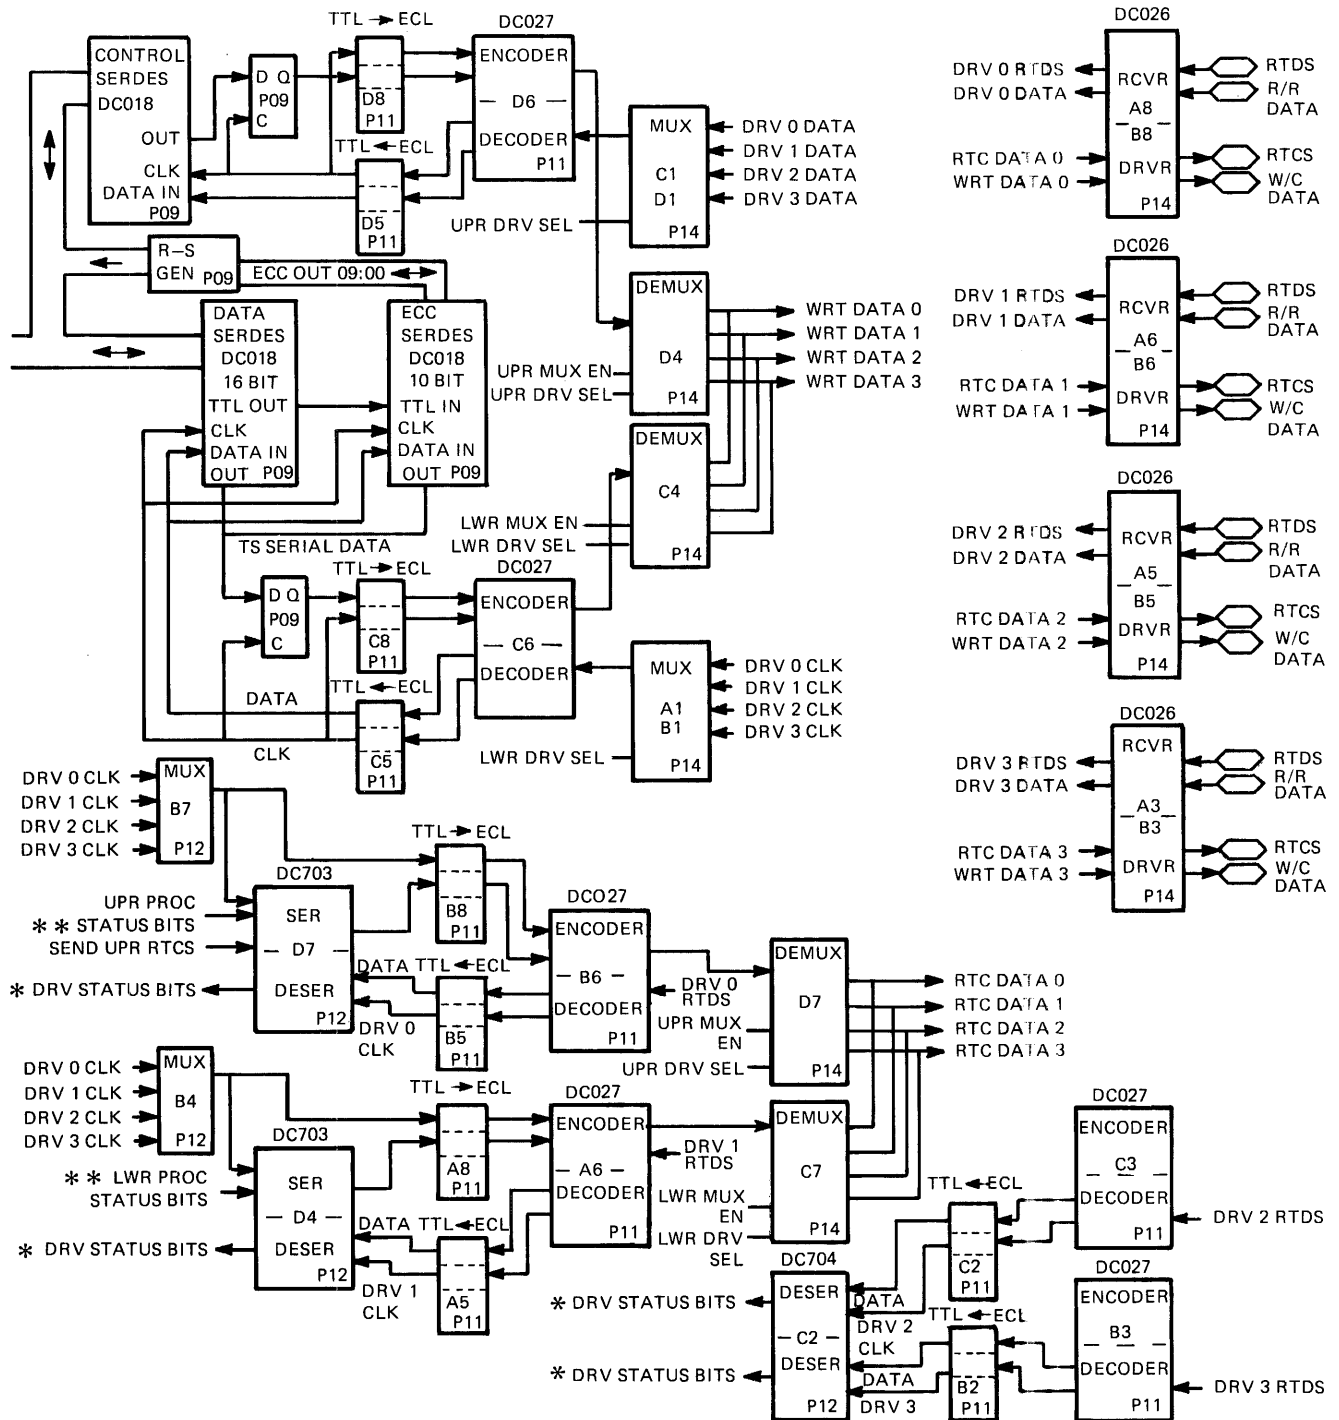 TTL → ECL
DC027
CONTROL
SERDES
DC018
OUT
CLK
DATA IN
P09
D Q
P09
C
D8
P11
TTL ← ECL
D5
P11
ENCODER
D6
DECODER
P11
MUX
C1
D1
P14
DRV 0 DATA
DRV 1 DATA
DRV 2 DATA
DRV 3 DATA
UPR DRV SEL
R-S
GEN P09
ECC OUT 09:00
DATA
SERDES
DC018
16 BIT
TTL OUT
CLK
DATA IN
OUT P09
ECC
SERDES
DC018
10 BIT
TTL IN
CLK
DATA IN
OUT P09
DEMUX
D4
P14
UPR MUX EN
UPR DRV SEL
WRT DATA 0
WRT DATA 1
WRT DATA 2
WRT DATA 3
DEMUX
C4
P14
LWR MUX EN
LWR DRV SEL
TS SERIAL DATA
TTL → ECL
DC027
D Q
P09
C
C8
P11
TTL ← ECL
C5
P11
DATA
CLK
ENCODER
C6
DECODER
P11
MUX
A1
B1
P14
DRV 0 CLK
DRV 1 CLK
DRV 2 CLK
DRV 3 CLK
LWR DRV SEL
DRV 0 CLK
DRV 1 CLK
DRV 2 CLK
DRV 3 CLK
MUX
B7
P12
DC703
UPR PROC
** STATUS BITS
SEND UPR RTCS
* DRV STATUS BITS
SER
D7
DESER
P12
TTL → ECL
B8
P11
DATA TTL ← ECL
DRV 0
CLK
B5
P11
DCO27
ENCODER
B6
DECODER
P11
DRV 0
RTDS
UPR MUX
EN
UPR DRV SEL
DEMUX
D7
P14
RTC DATA 0
RTC DATA 1
RTC DATA 2
RTC DATA 3
DRV 0 CLK
DRV 1 CLK
DRV 2 CLK
DRV 3 CLK
MUX
B4
P12
DC703
** LWR PROC
STATUS BITS
* DRV STATUS BITS
SER
D4
DESER
P12
TTL → ECL
A8
P11
DATA TTL ← ECL
DRV 1
CLK
A5
P11
DC027
ENCODER
A6
DECODER
P11
DRV 1
RTDS
LWR MUX
EN
LWR DRV
SEL
DEMUX
C7
P14
DC704
* DRV STATUS BITS
* DRV STATUS BITS
DESER
C2
DESER
P12
DATA
DRV 2
CLK
DATA
DRV 3
TTL ← ECL
C2
P11
TTL ← ECL
B2
P11
DC027
ENCODER
C3
DECODER
P11
DRV 2 RTDS
DC027
ENCODER
B3
DECODER
P11
DRV 3 RTDS
DC026
DRV 0 RTDS
DRV 0 DATA
RTC DATA 0
WRT DATA 0
RCVR
A8
B8
DRVR
P14
RTDS
R/R
DATA
RTCS
W/C
DATA
DC026
DRV 1 RTDS
DRV 1 DATA
RTC DATA 1
WRT DATA 1
RCVR
A6
B6
DRVR
P14
RTDS
R/R
DATA
RTCS
W/C
DATA
DC026
DRV 2 RTDS
DRV 2 DATA
RTC DATA 2
WRT DATA 2
RCVR
A5
B5
DRVR
P14
RTDS
R/R
DATA
RTCS
W/C
DATA
DC026
DRV 3 RTDS
DRV 3 DATA
RTC DATA 3
WRT DATA 3
RCVR
A3
B3
DRVR
P14
RTDS
R/R
DATA
RTCS
W/C
DATA